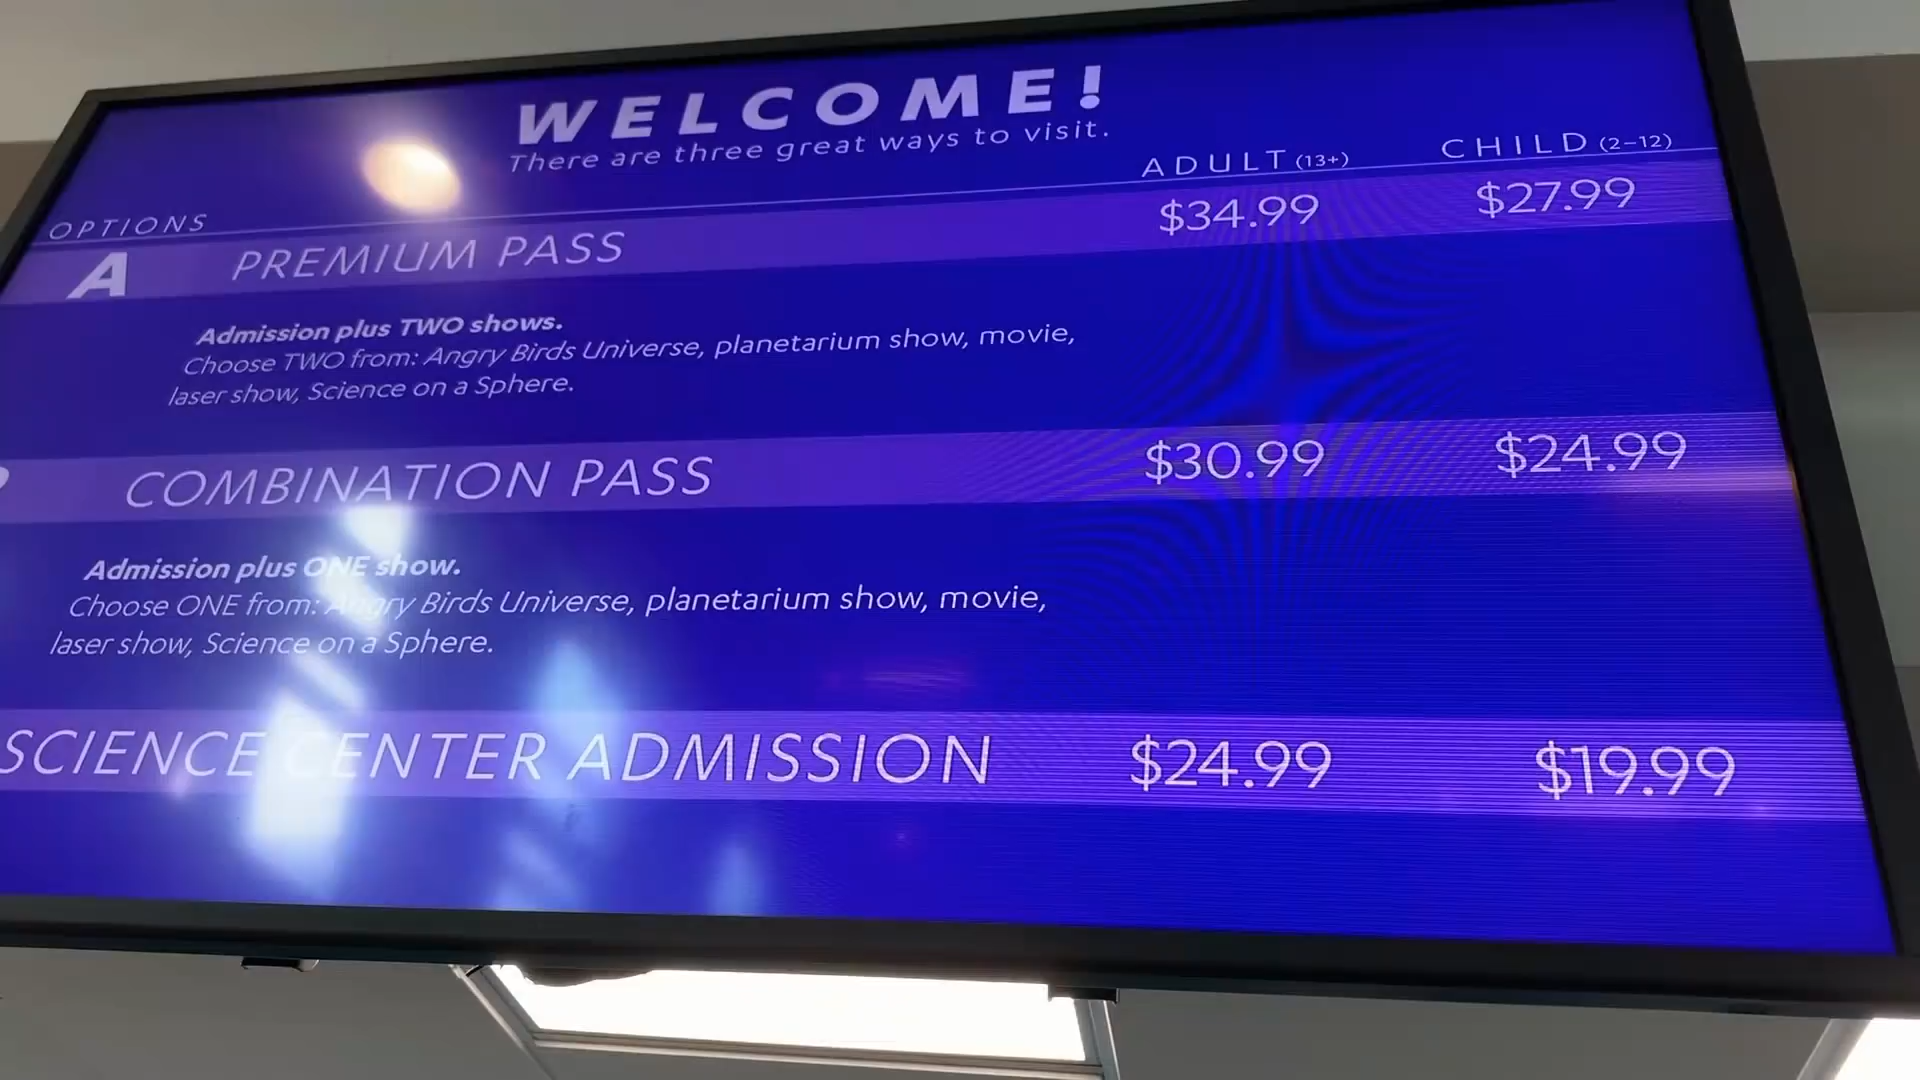 WELCOME!
There are three great ways to visit.
OPTIONS ADULT (13+) CHILD (2-12)
A PREMIUM PASS $34.99 $27.99
Admission plus TWO shows.
Choose TWO from: Angry Birds Universe, planetarium show, movie,
laser show, Science on a Sphere.
COMBINATION PASS $30.99 $24.99
Admission plus ONE show.
Choose ONE from: Angry Birds Universe, planetarium show, movie,
laser show, Science on a Sphere.
SCIENCE CENTER ADMISSION $24.99 $19.99